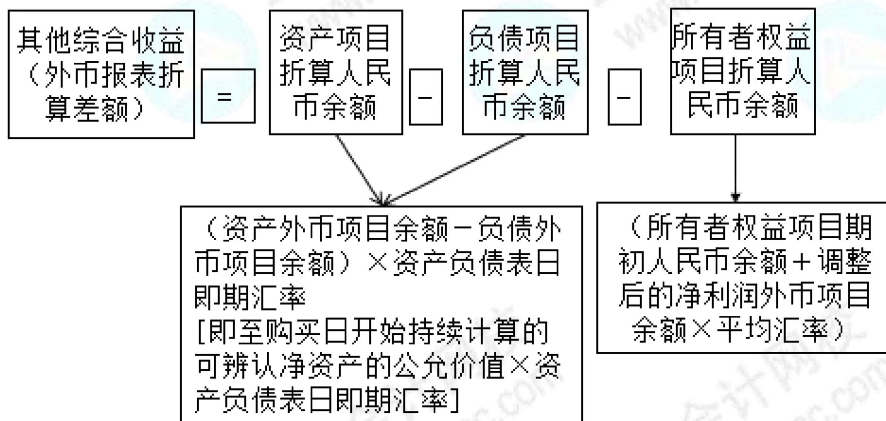 其他综合收益
（外币报表折
算差额）
=
资产项目
折算人民
币余额
－
负债项目
折算人民
币余额
－
所有者权益
项目折算人
民币余额
（资产外币项目余额－负债外
币项目余额）×资产负债表日
即期汇率
[即至购买日开始持续计算的
可辨认净资产的公允价值×资
产负债表日即期汇率]
（所有者权益项目期
初人民币余额＋调整
后的净利润外币项目
余额×平均汇率）